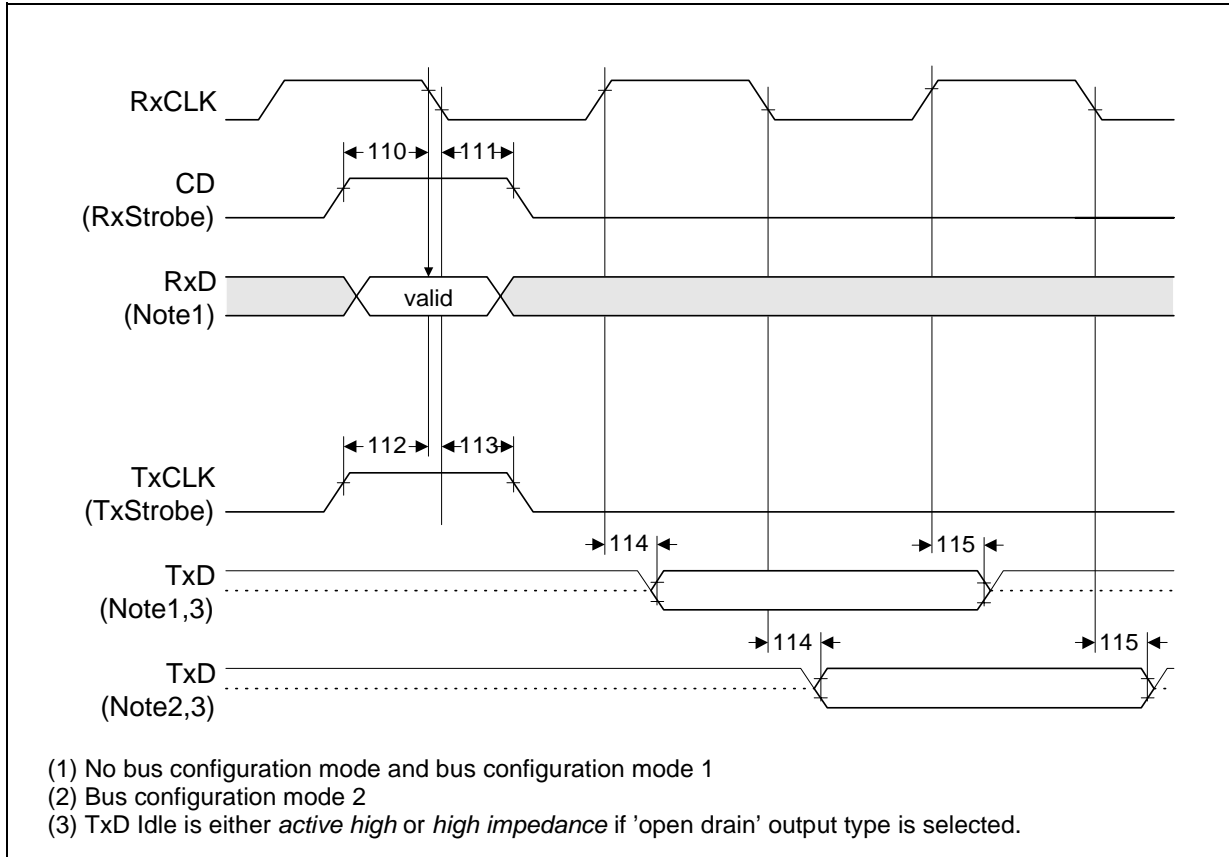 RxCLK
110
111
CD
(RxStrobe)
RxD
(Note1)
valid
112
113
TxCLK
(TxStrobe)
114
115
TxD
(Note1,3)
114
115
TxD
(Note2,3)
(1) No bus configuration mode and bus configuration mode 1
(2) Bus configuration mode 2
(3) TxD Idle is either active high or high impedance if ’open drain’ output type is selected.